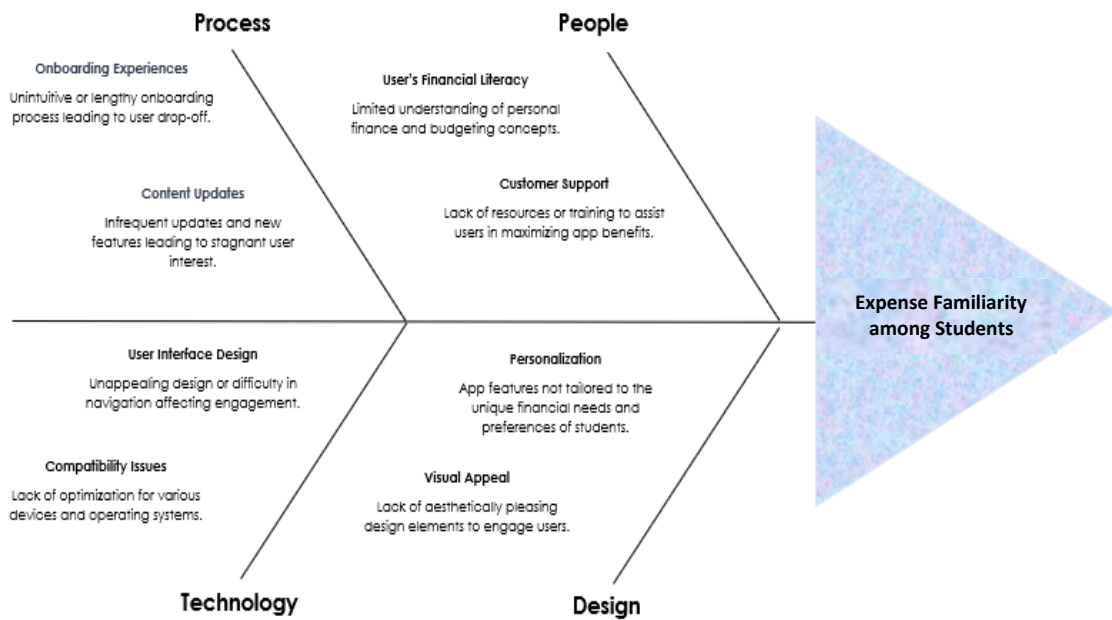 Process
Onboarding Experiences
Unintuitive or lengthy onboarding
process leading to user drop-off.
Content Updates
Infrequent updates and new
features leading to stagnant user
interest.
People
User's Financial Literacy
Limited understanding of personal
finance and budgeting concepts.
Customer Support
Lack of resources or training to assist
users in maximizing app benefits.
Expense Familiarity
among Students
User Interface Design
Unappealing design or difficulty in
navigation affecting engagement.
Compatibility Issues
Lack of optimization for various
devices and operating systems.
Technology
Personalization
App features not tailored to the
unique financial needs and
preferences of students.
Visual Appeal
Lack of aesthetically pleasing
design elements to engage users.
Design